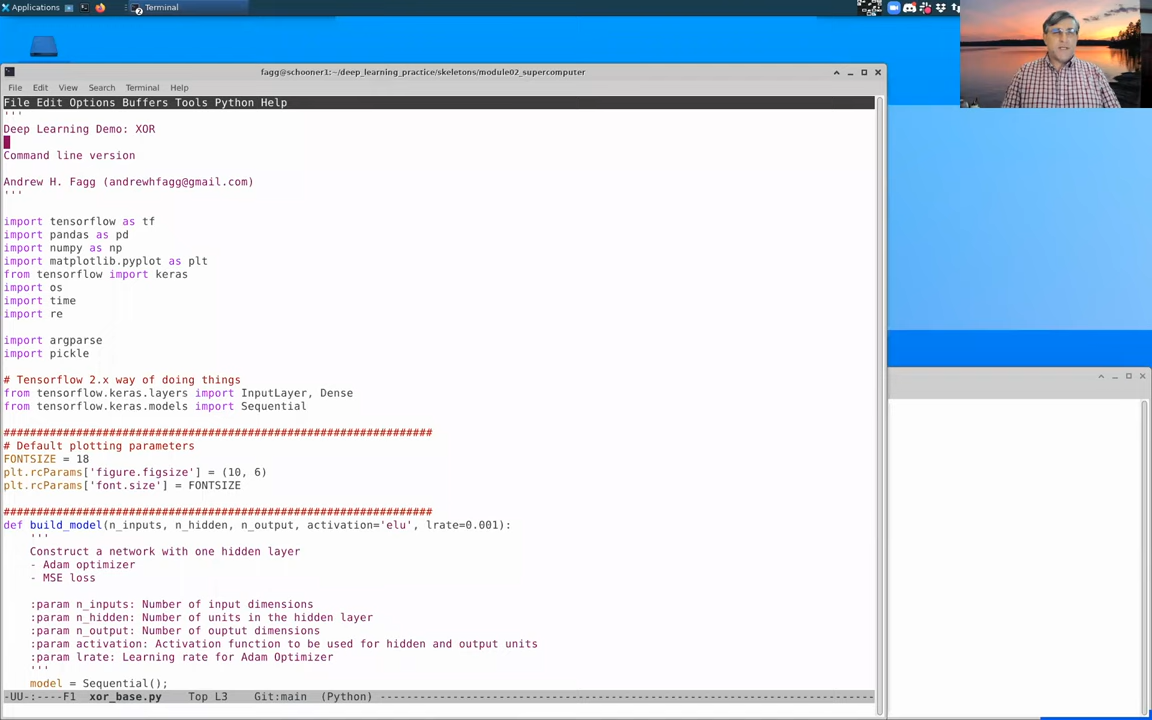 Applications
2
Terminal
fagg@schooner1:~/deep_learning_practice/skeletons/module02_supercomputer
File Edit View Search Terminal Help
File Edit Options Buffers Tools Python Help
'''
Deep Learning Demo: XOR
Command line version
Andrew H. Fagg (andrewhfagg@gmail.com)
'''
import tensorflow as tf
import pandas as pd
import numpy as np
import matplotlib.pyplot as plt
from tensorflow import keras
import os
import time
import re
import argparse
import pickle
# Tensorflow 2.x way of doing things
from tensorflow.keras.layers import InputLayer, Dense
from tensorflow.keras.models import Sequential
#################################################################
# Default plotting parameters
FONTSIZE = 18
plt.rcParams['figure.figsize'] = (10, 6)
plt.rcParams['font.size'] = FONTSIZE
#################################################################
def build_model(n_inputs, n_hidden, n_output, activation='elu', lrate=0.001):
'''
Construct a network with one hidden layer
- Adam optimizer
- MSE loss
:param n_inputs: Number of input dimensions
:param n_hidden: Number of units in the hidden layer
:param n_output: Number of ouptut dimensions
:param activation: Activation function to be used for hidden and output units
:param lrate: Learning rate for Adam Optimizer
'''
model = Sequential();
-UU-:----F1 xor_base.py Top L3 Git:main (Python) ---------------------------------------------------------------------------